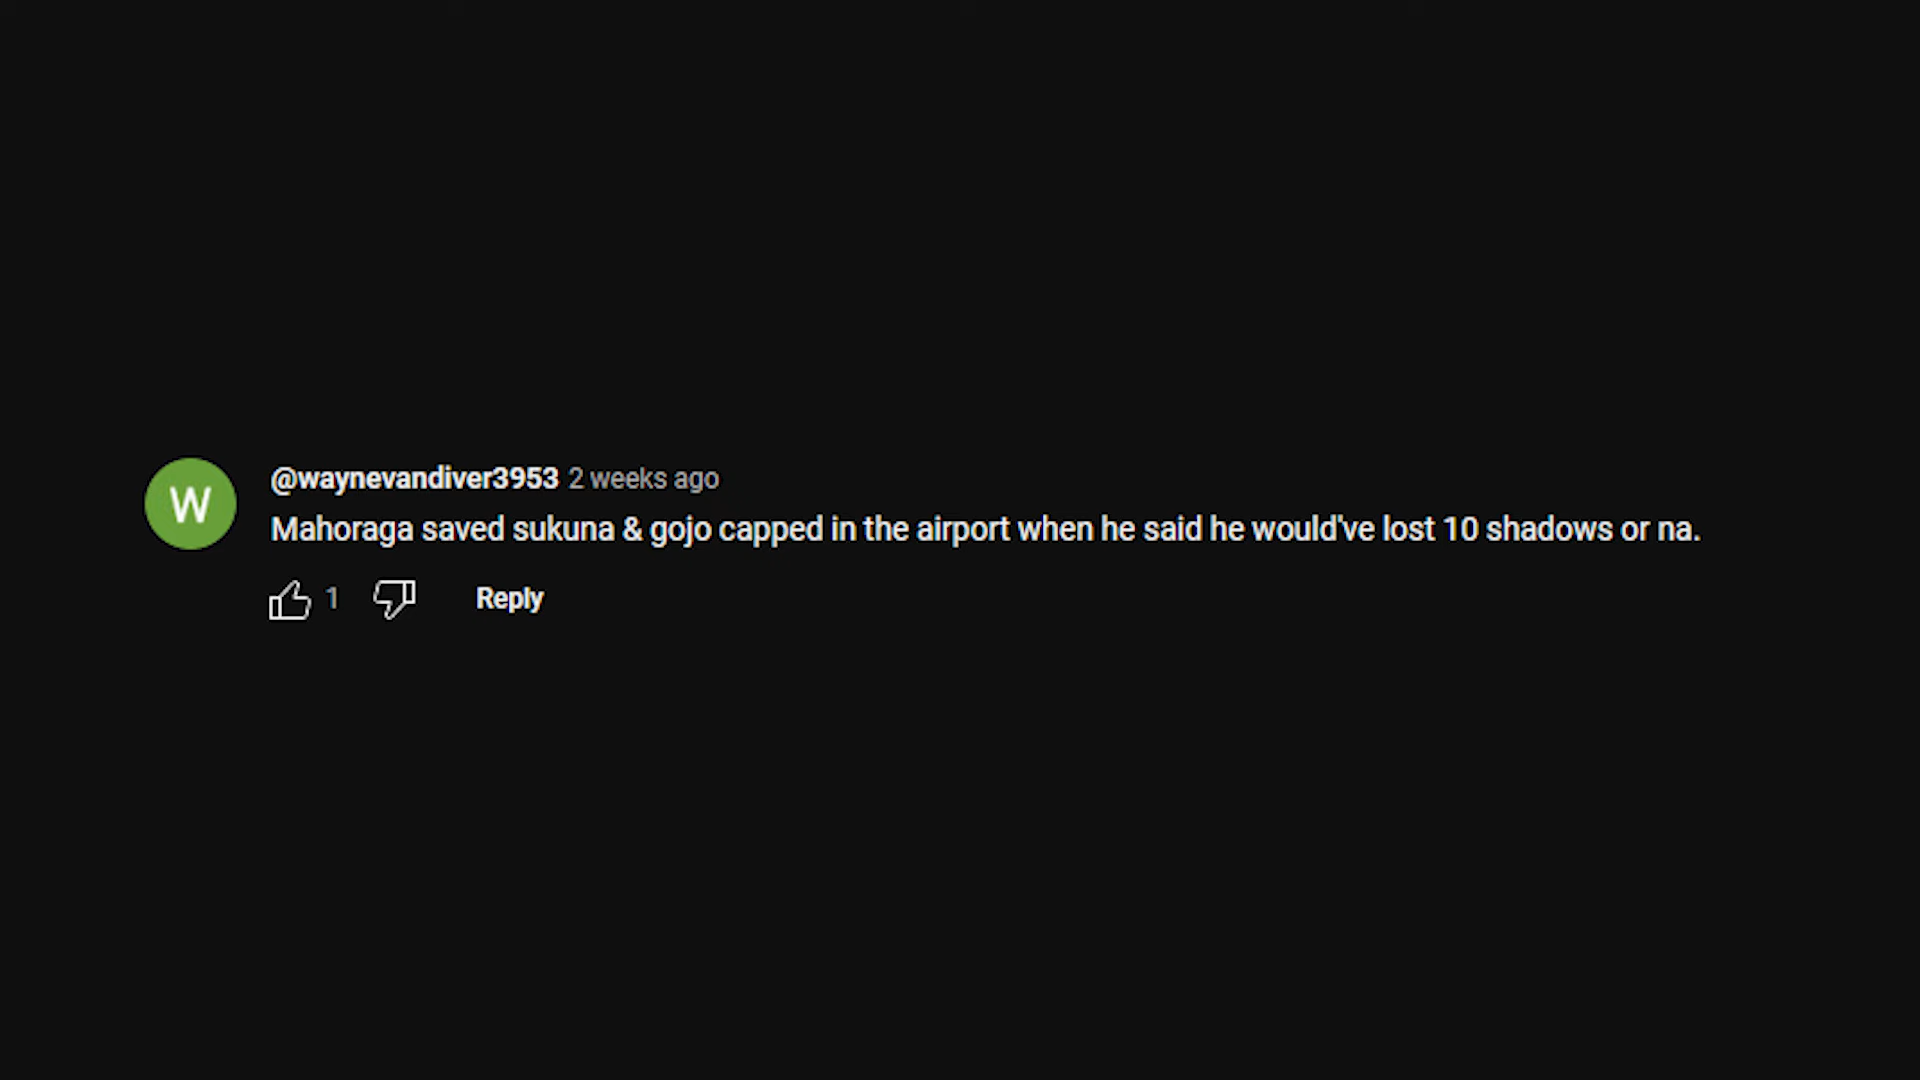 W
@waynevandiver3953 2 weeks ago
Mahoraga saved sukuna & gojo capped in the airport when he said he would've lost 10 shadows or na.
1 Reply